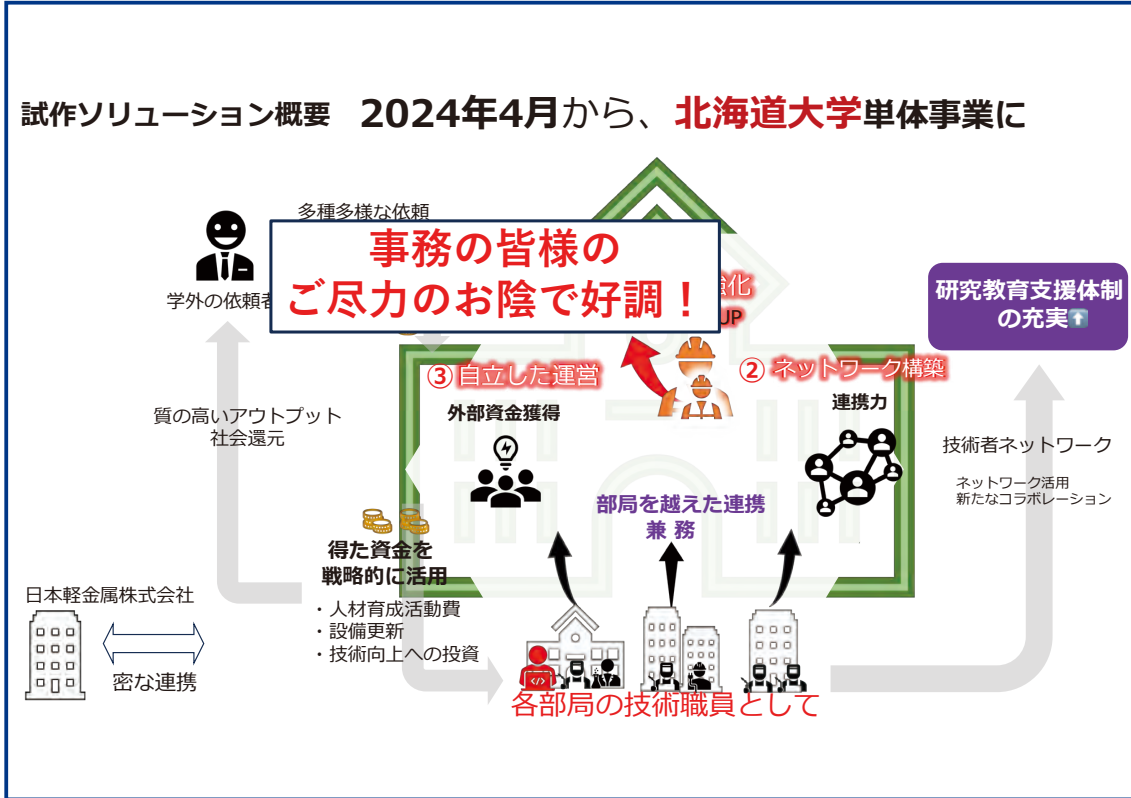 試作ソリューション概要 2024年4月から、北海道大学単体事業に
多種多様な依頼
事務の皆様の
ご尽力のお陰で好調！
学外の依頼者
強化
UP
研究教育支援体制
の充実⬆
③ 自立した運営
② ネットワーク構築
外部資金獲得
連携力
質の高いアウトプット
社会還元
技術者ネットワーク
ネットワーク活用
新たなコラボレーション
部局を越えた連携
兼 務
得た資金を
戦略的に活用
・人材育成活動費
・設備更新
・技術向上への投資
日本軽金属株式会社
密な連携
</>
各部局の技術職員として